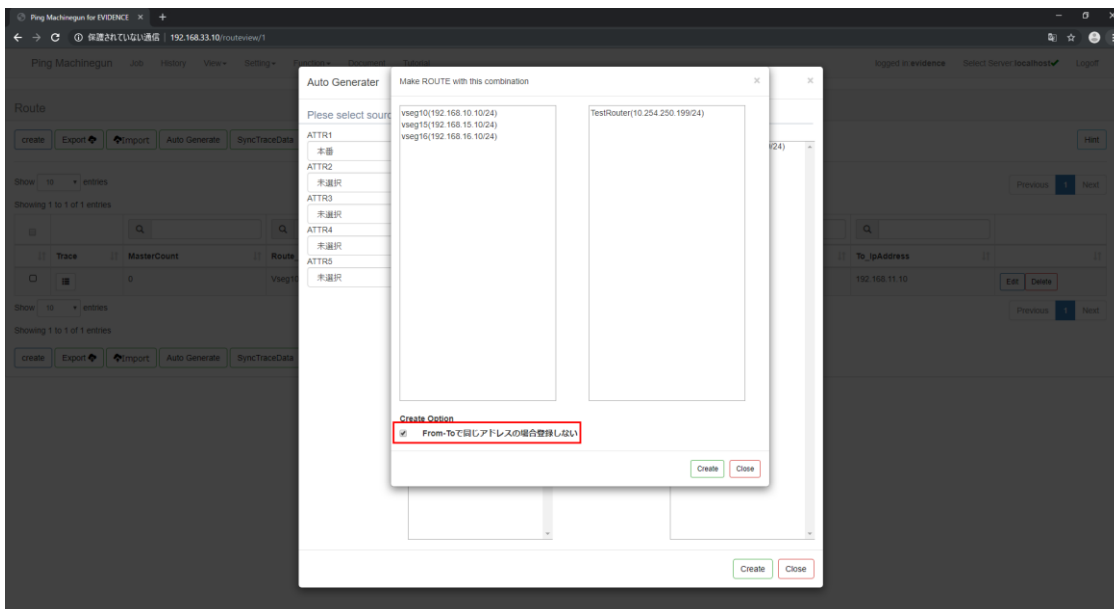 Ping Machinegun for EVIDENCE × +
保護されていない通信 | 192.168.33.10/routeview/1
Ping Machinegun Job History View Setting Function Document Tutorial logged in evidence Select Server:localhost Logoff
Auto Generater ×
Make ROUTE with this combination ×
Route
Plese select sourc
vseg10(192.168.10.10/24)
vseg15(192.168.15.10/24)
vseg16(192.168.16.10/24)
TestRouter(10.254.250.199/24)
create Export Import Auto Generate SyncTraceData Hint
ATTR1
本番
ATTR2
未選択
ATTR3
未選択
ATTR4
未選択
ATTR5
未選択
/24)
Show 10 entries
Previous 1 Next
Showing 1 to 1 of 1 entries
Trace MasterCount Route_ To_IpAddress
0 Vseg10 192.168.11.10 Edit Delete
Show 10 entries
Previous 1 Next
Showing 1 to 1 of 1 entries
create Export Import Auto Generate SyncTraceData
Create Option
From-Toで同じアドレスの場合登録しない
Create Close
Create Close